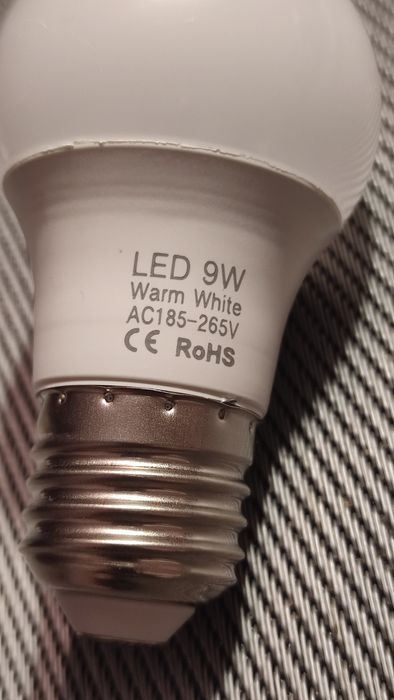 LED 9W
Warm White
AC185-265V
CE RoHS